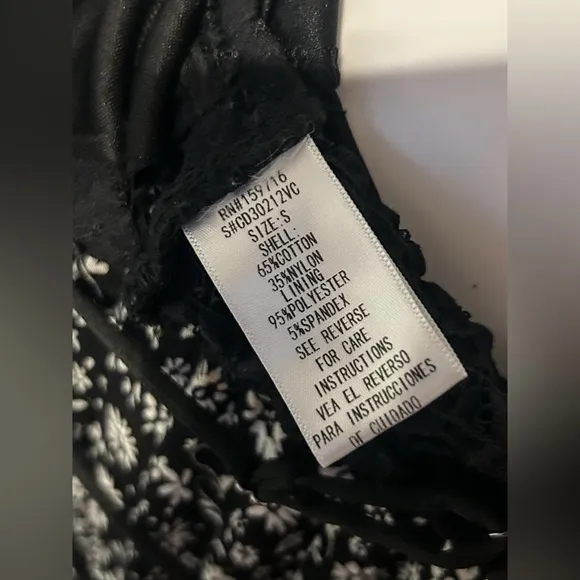 RN#159716
S#CD30212VC
SIZE:S
SHELL:
65%COTTON
35%NYLON
LINING
95%POLYESTER
5%SPANDEX
SEE REVERSE
FOR CARE
INSTRUCTIONS
VEA EL REVERSO
PARA INSTRUCCIONES
DE CUIDADO